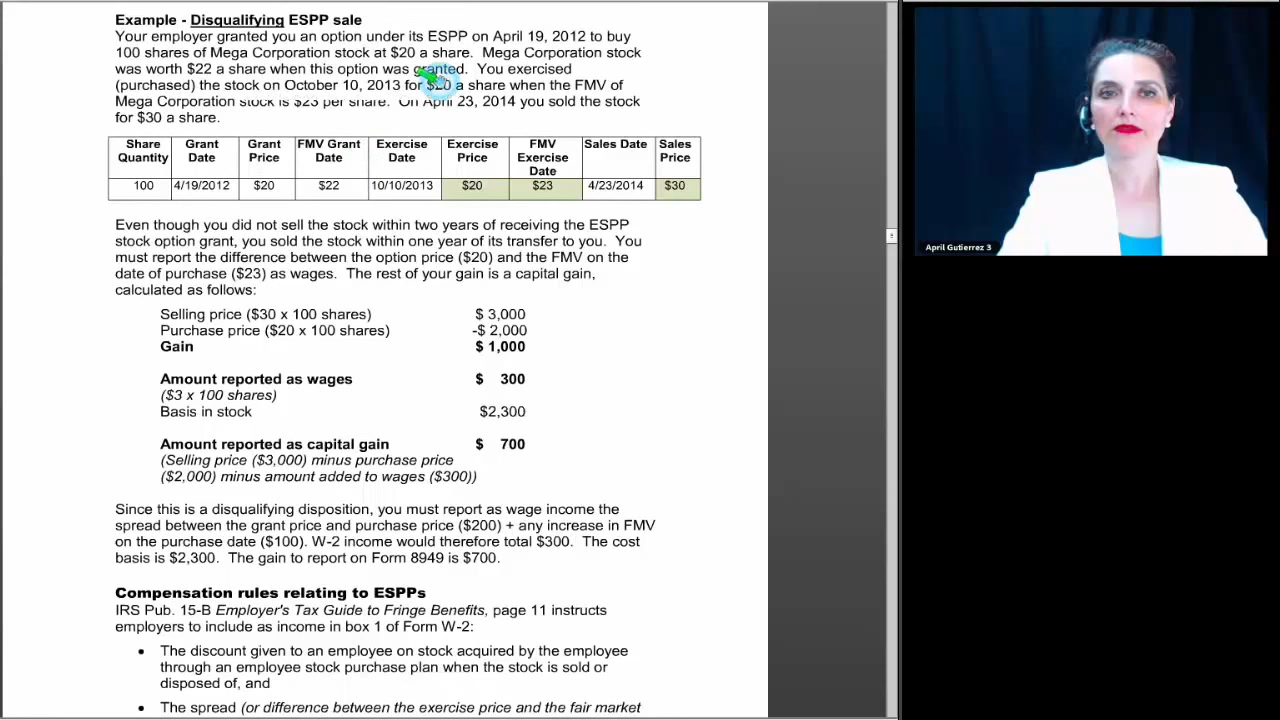 Example - Disqualifying ESPP sale
Your employer granted you an option under its ESPP on April 19, 2012 to buy
100 shares of Mega Corporation stock at $20 a share.  Mega Corporation stock
was worth $22 a share when this option was granted.  You exercised
(purchased) the stock on October 10, 2013 for $20 a share when the FMV of
Mega Corporation stock is $23 per share.  On April 23, 2014 you sold the stock
for $30 a share.
Share Quantity | Grant Date | Grant Price | FMV Grant Date | Exercise Date | Exercise Price | FMV Exercise Date | Sales Date | Sales Price
100 | 4/19/2012 | $20 | $22 | 10/10/2013 | $20 | $23 | 4/23/2014 | $30
Even though you did not sell the stock within two years of receiving the ESPP
stock option grant, you sold the stock within one year of its transfer to you.  You
must report the difference between the option price ($20) and the FMV on the
date of purchase ($23) as wages.  The rest of your gain is a capital gain,
calculated as follows:
Selling price ($30 x 100 shares) $ 3,000
Purchase price ($20 x 100 shares) -$ 2,000
Gain $ 1,000
Amount reported as wages $ 300
($3 x 100 shares)
Basis in stock $2,300
Amount reported as capital gain $ 700
(Selling price ($3,000) minus purchase price
($2,000) minus amount added to wages ($300))
Since this is a disqualifying disposition, you must report as wage income the
spread between the grant price and purchase price ($200) + any increase in FMV
on the purchase date ($100). W-2 income would therefore total $300.  The cost
basis is $2,300.  The gain to report on Form 8949 is $700.
Compensation rules relating to ESPPs
IRS Pub. 15-B Employer's Tax Guide to Fringe Benefits, page 11 instructs
employers to include as income in box 1 of Form W-2:
• The discount given to an employee on stock acquired by the employee
through an employee stock purchase plan when the stock is sold or
disposed of, and
• The spread (or difference between the exercise price and the fair market
April Gutierrez 3